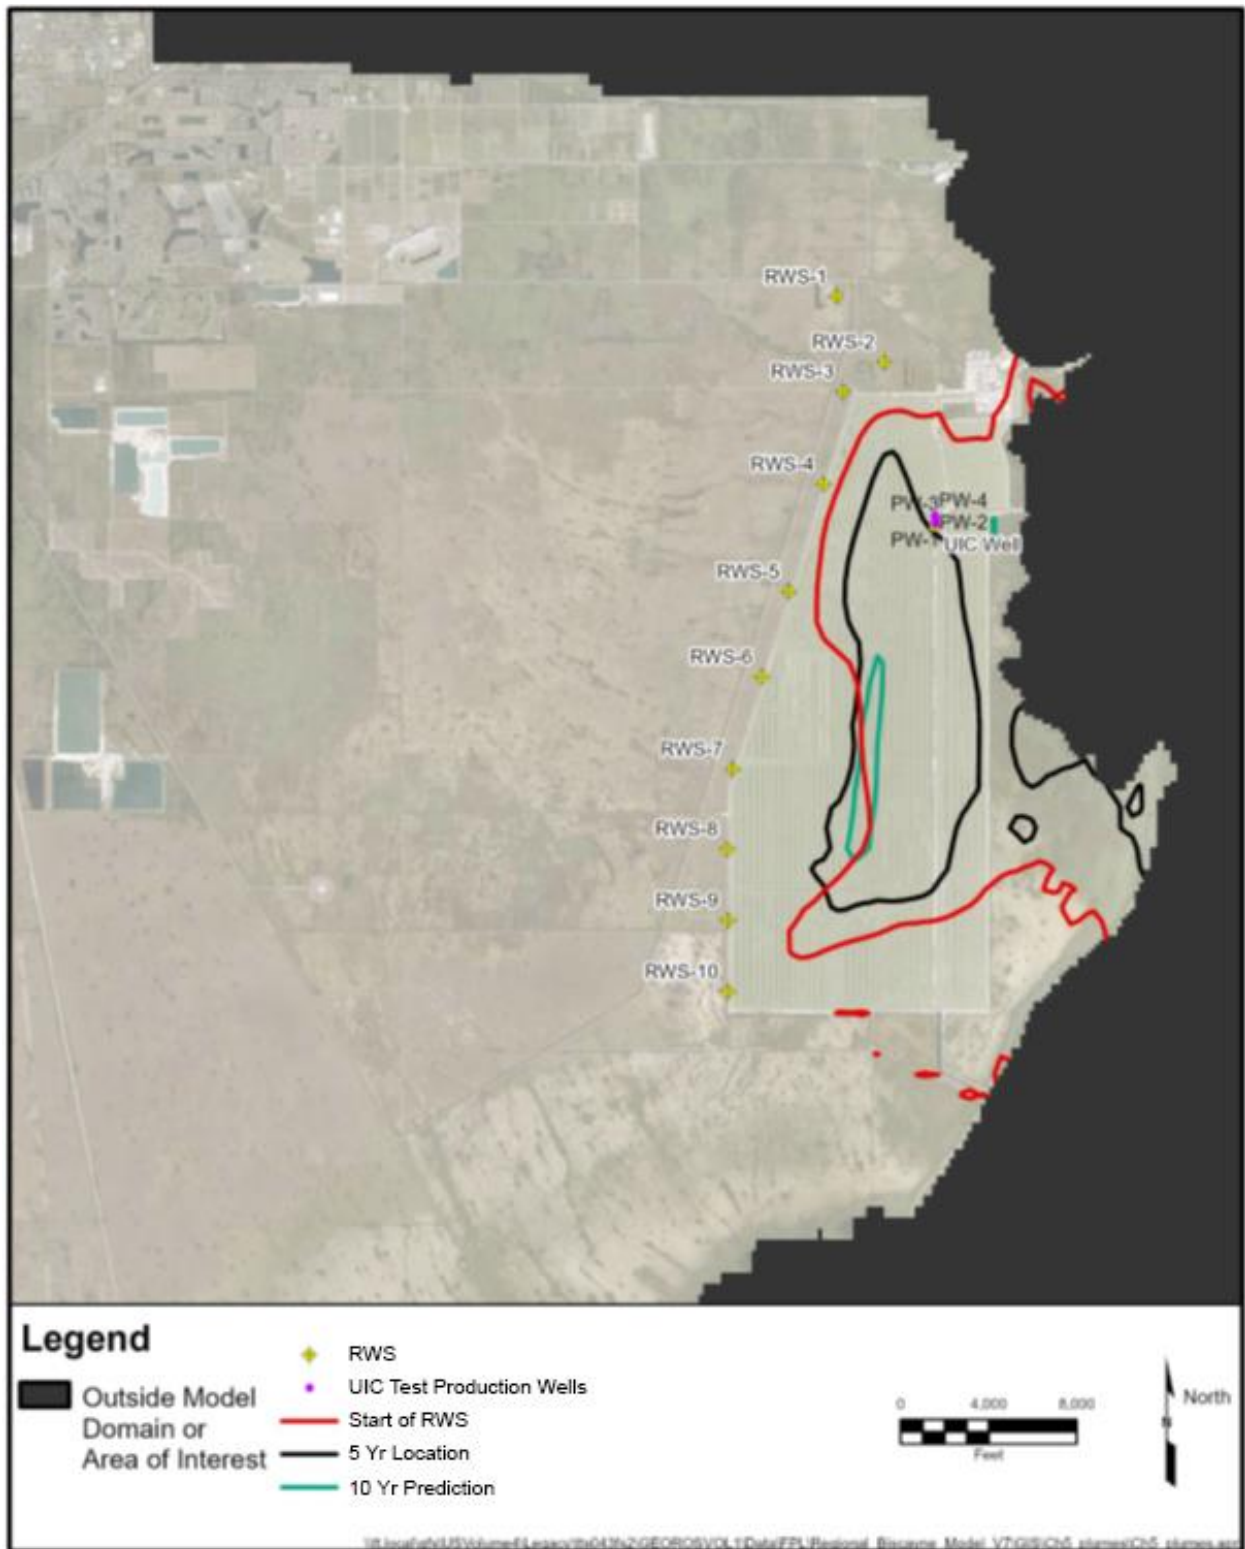 RWS-1
RWS-2
RWS-3
RWS-4
PW-3 PW-4
PW-2
PW-1 UIC Well
RWS-5
RWS-6
RWS-7
RWS-8
RWS-9
RWS-10
Legend
Outside Model
Domain or
Area of Interest
RWS
UIC Test Production Wells
Start of RWS
5 Yr Location
10 Yr Prediction
0 4,000 8,000
Feet
North
N